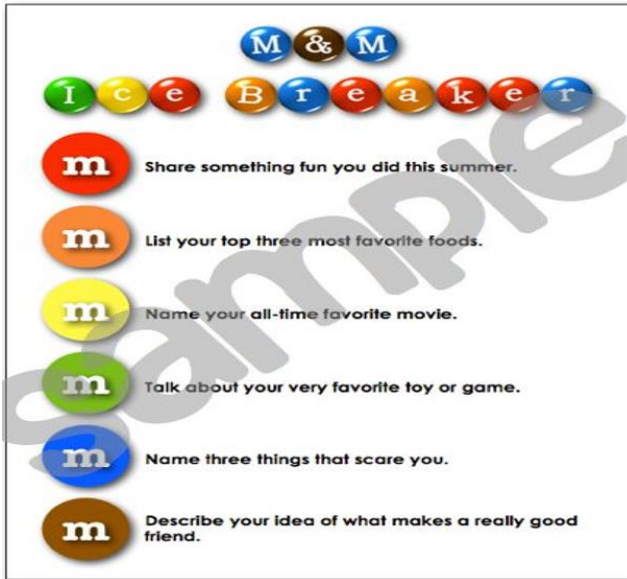 M&M
Ice Breaker
m Share something fun you did this summer.
m List your top three most favorite foods.
m Name your all-time favorite movie.
m Talk about your very favorite toy or game.
m Name three things that scare you.
m Describe your idea of what makes a really good
friend.
sample